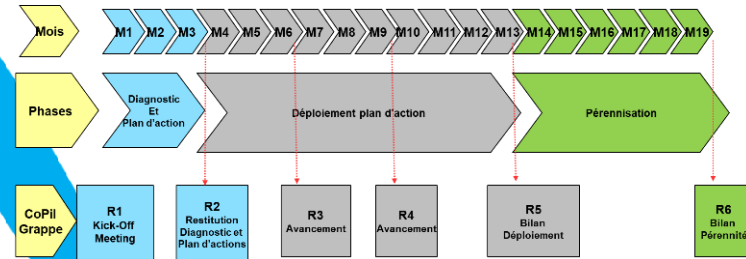 Mois
M1 M2 M3 M4 M5 M6 M7 M8 M9 M10 M11 M12 M13 M14 M15 M16 M17 M18 M19
Phases
Diagnostic
Et
Plan d'action
Déploiement plan d'action
Pérennisation
CoPil
Grappe
R1
Kick-Off
Meeting
R2
Restitution
Diagnostic et
Plan d'actions
R3
Avancement
R4
Avancement
R5
Bilan
Déploiement
R6
Bilan
Pérennité